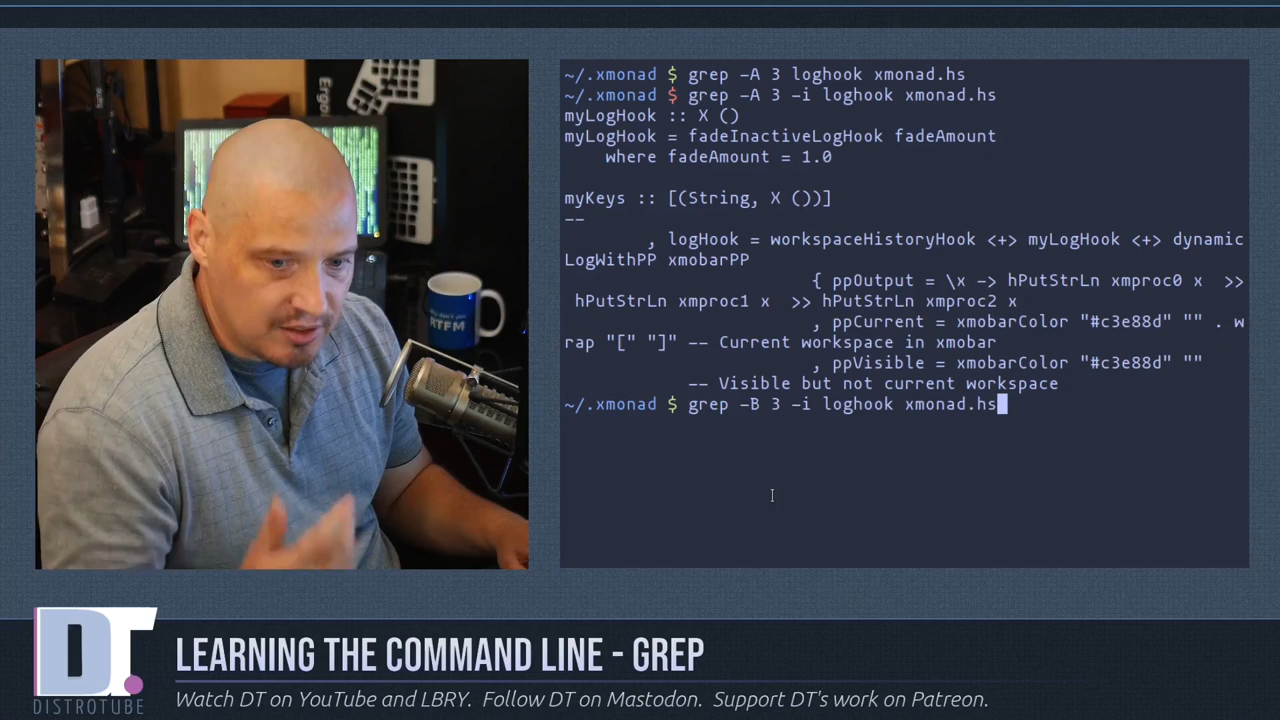 Ergo
RTFM
~/.xmonad $ grep -A 3 loghook xmonad.hs
~/.xmonad $ grep -A 3 -i loghook xmonad.hs
myLogHook :: X ()
myLogHook = fadeInactiveLogHook fadeAmount
    where fadeAmount = 1.0
myKeys :: [(String, X ())]
--
        , logHook = workspaceHistoryHook <+> myLogHook <+> dynamic
LogWithPP xmobarPP
                        { ppOutput = \x -> hPutStrLn xmproc0 x  >>
 hPutStrLn xmproc1 x  >> hPutStrLn xmproc2 x
                        , ppCurrent = xmobarColor "#c3e88d" "" . w
rap "[" "]" -- Current workspace in xmobar
                        , ppVisible = xmobarColor "#c3e88d" ""
            -- Visible but not current workspace
~/.xmonad $ grep -B 3 -i loghook xmonad.hs
DT
DISTROTUBE
LEARNING THE COMMAND LINE - GREP
Watch DT on YouTube and LBRY. Follow DT on Mastodon. Support DT's work on Patreon.